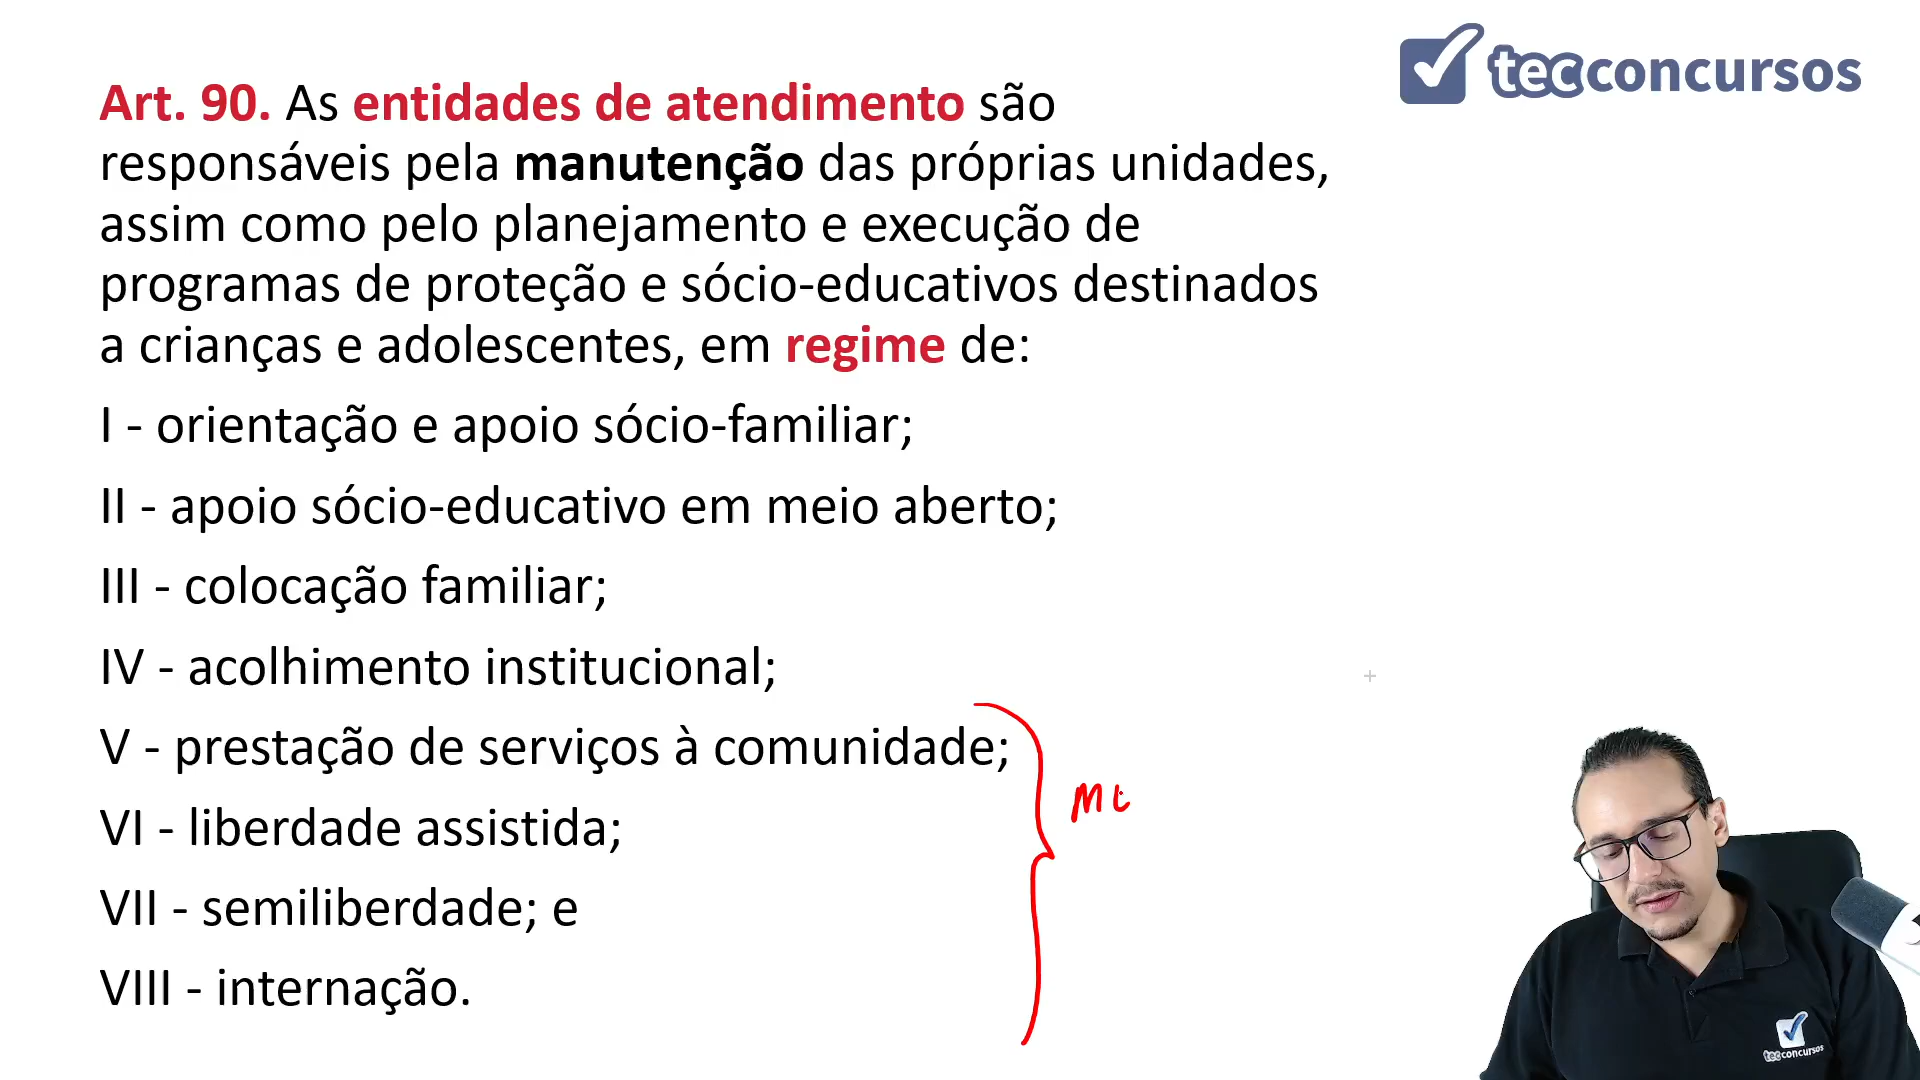 tecconcursos
Art. 90. As entidades de atendimento são
responsáveis pela manutenção das próprias unidades,
assim como pelo planejamento e execução de
programas de proteção e sócio-educativos destinados
a crianças e adolescentes, em regime de:
I - orientação e apoio sócio-familiar;
II - apoio sócio-educativo em meio aberto;
III - colocação familiar;
IV - acolhimento institucional;
V - prestação de serviços à comunidade;
VI - liberdade assistida;
VII - semiliberdade; e
VIII - internação.
tecconcursos